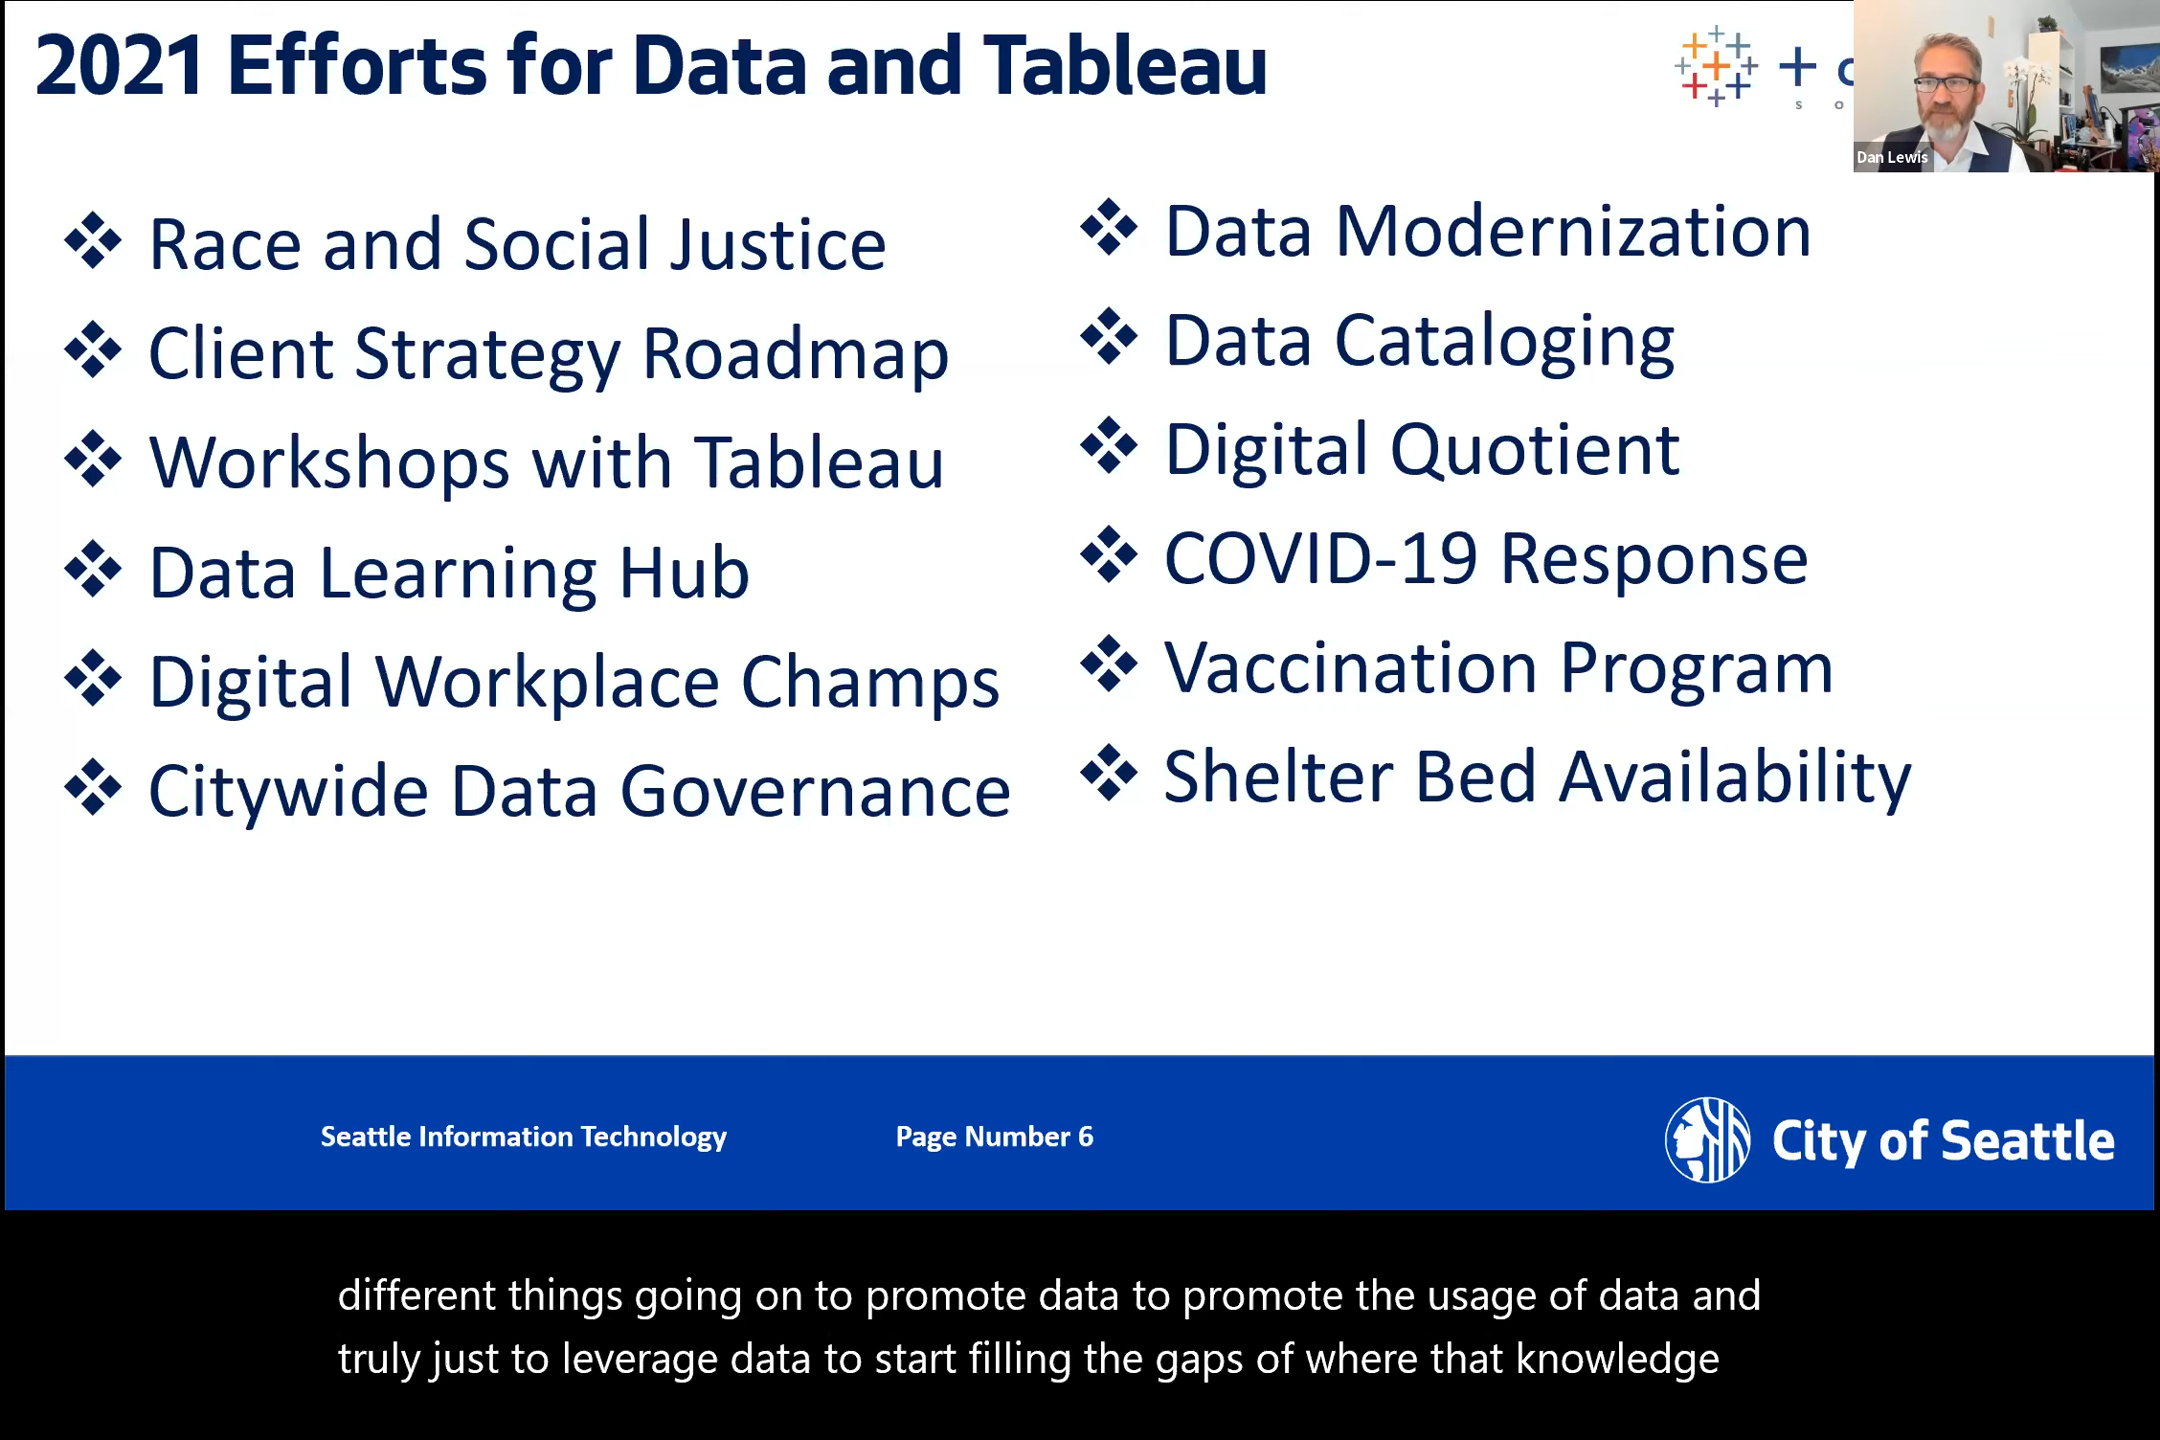 2021 Efforts for Data and Tableau
Dan Lewis
Race and Social Justice
Client Strategy Roadmap
Workshops with Tableau
Data Learning Hub
Digital Workplace Champs
Citywide Data Governance
Data Modernization
Data Cataloging
Digital Quotient
COVID-19 Response
Vaccination Program
Shelter Bed Availability
Seattle Information Technology
Page Number 6
City of Seattle
different things going on to promote data to promote the usage of data and
truly just to leverage data to start filling the gaps of where that knowledge